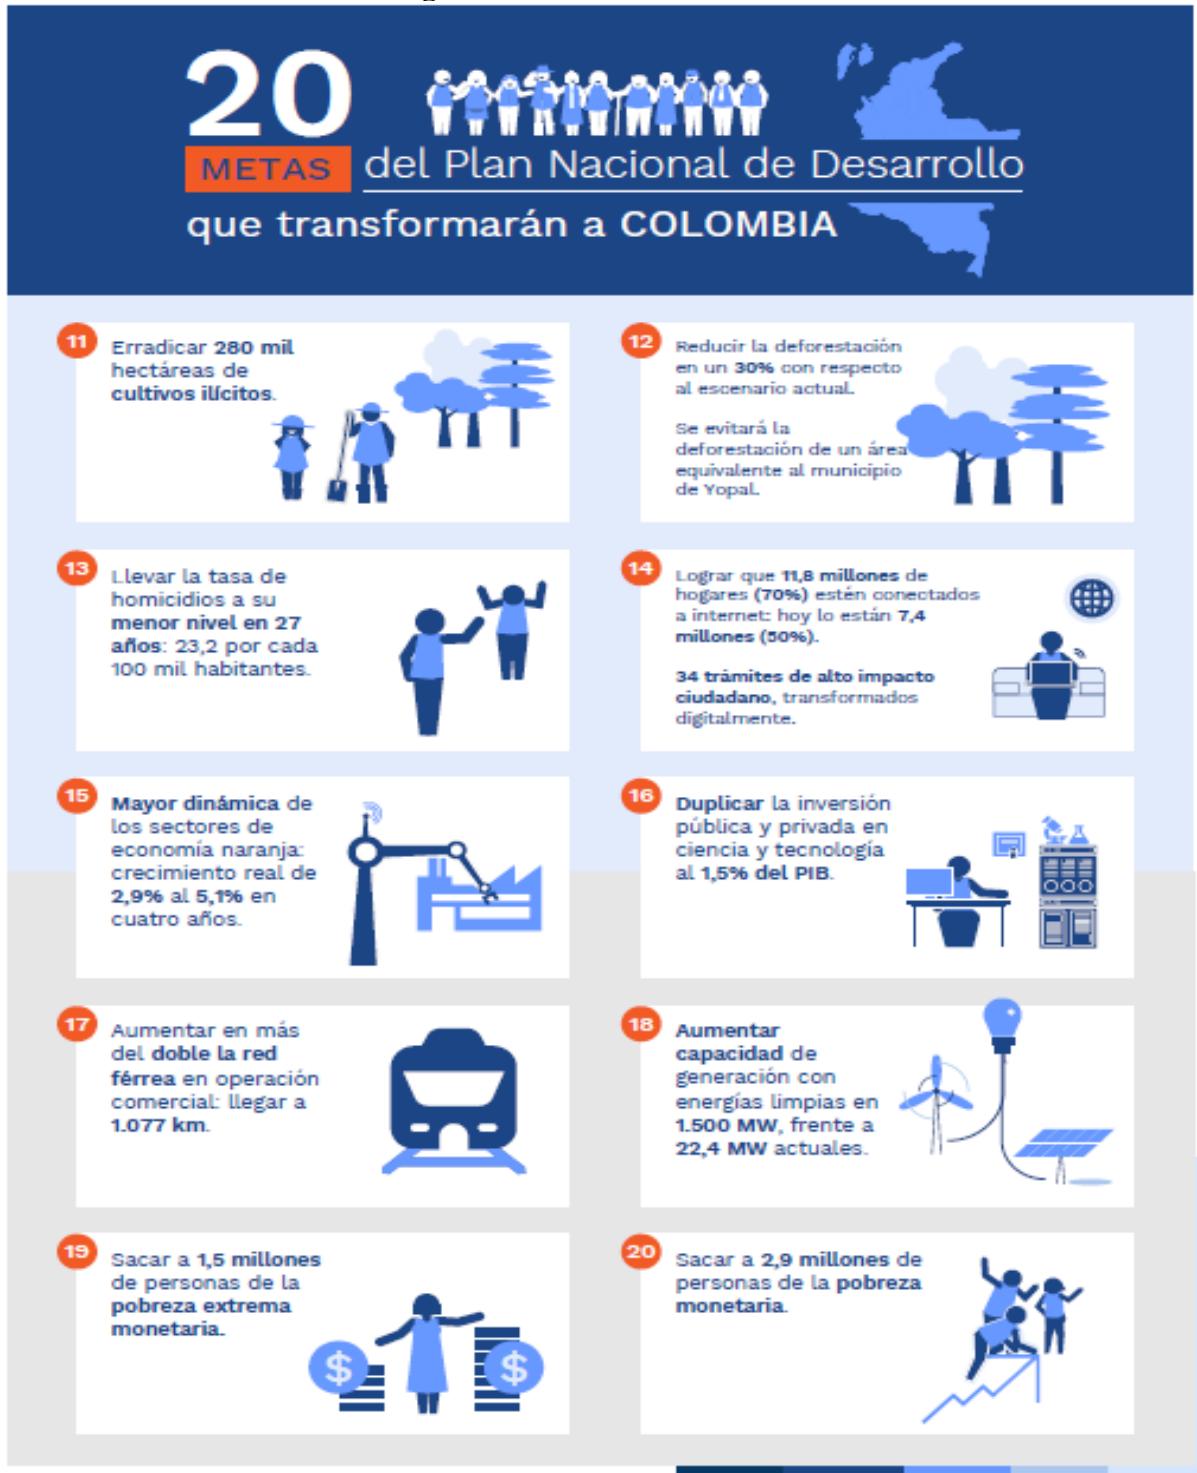 20
METAS del Plan Nacional de Desarrollo
que transformarán a COLOMBIA
11
Erradicar 280 mil
hectáreas de
cultivos ilícitos.
12
Reducir la deforestación
en un 30% con respecto
al escenario actual.
Se evitará la
deforestación de un área
equivalente al municipio
de Yopal.
13
Llevar la tasa de
homicidios a su
menor nivel en 27
años: 23,2 por cada
100 mil habitantes.
14
Lograr que 11,8 millones de
hogares (70%) estén conectados
a internet: hoy lo están 7,4
millones (50%).
34 trámites de alto impacto
ciudadano, transformados
digitalmente.
15
Mayor dinámica de
los sectores de
economía naranja:
crecimiento real de
2,9% al 5,1% en
cuatro años.
16
Duplicar la inversión
pública y privada en
ciencia y tecnología
al 1,5% del PIB.
17
Aumentar en más
del doble la red
férrea en operación
comercial: llegar a
1.077 km.
18
Aumentar
capacidad de
generación con
energías limpias en
1.500 MW, frente a
22,4 MW actuales.
19
Sacar a 1,5 millones
de personas de la
pobreza extrema
monetaria.
$
$
20
Sacar a 2,9 millones de
personas de la pobreza
monetaria.